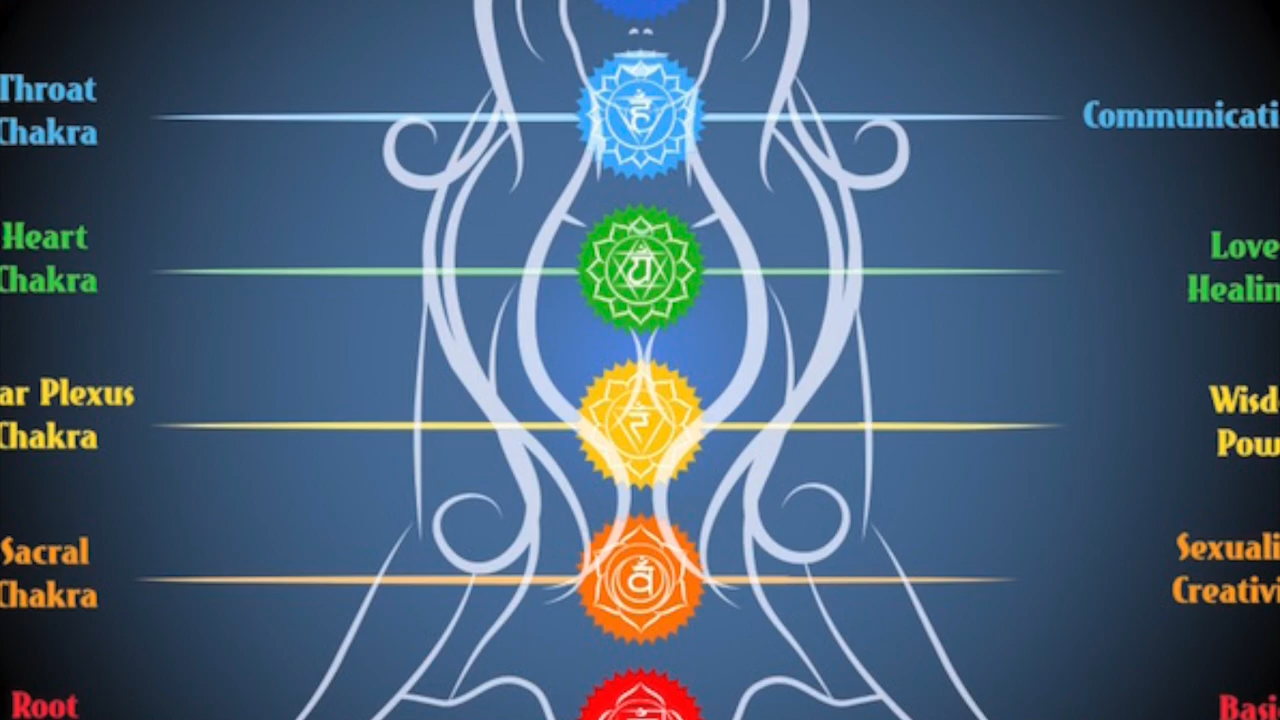 Throat
Chakra
Communicati
हं
Heart
Chakra
Love
Healin
यं
ar Plexus
Chakra
Wisd
Pow
रं
Sacral
Chakra
Sexuali
Creativi
वं
Root
Basi